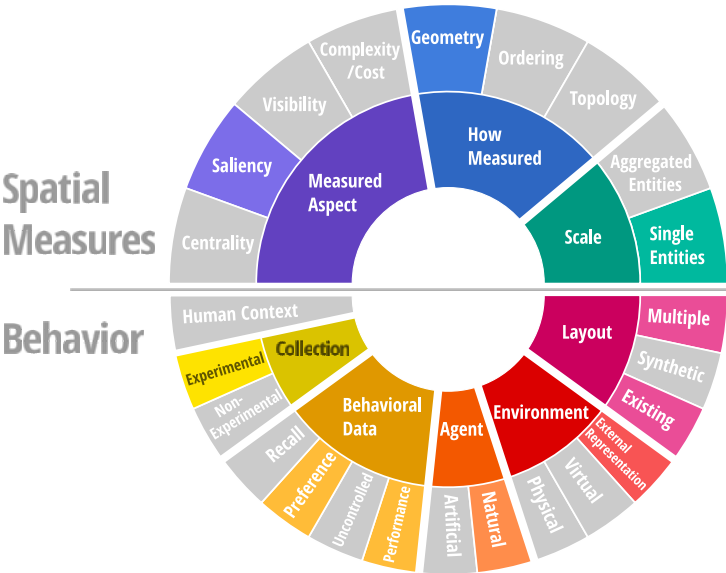 Spatial
Measures
Behavior
Centrality
Saliency
Visibility
Complexity
/Cost
Geometry
Ordering
Topology
Aggregated
Entities
Single
Entities
Measured
Aspect
How
Measured
Scale
Human Context
Collection
Experimental
Non-
Experimental
Behavioral
Data
Recall
Preference
Uncontrolled
Performance
Agent
Artificial
Natural
Environment
Physical
Virtual
External
Representation
Layout
Multiple
Synthetic
Existing